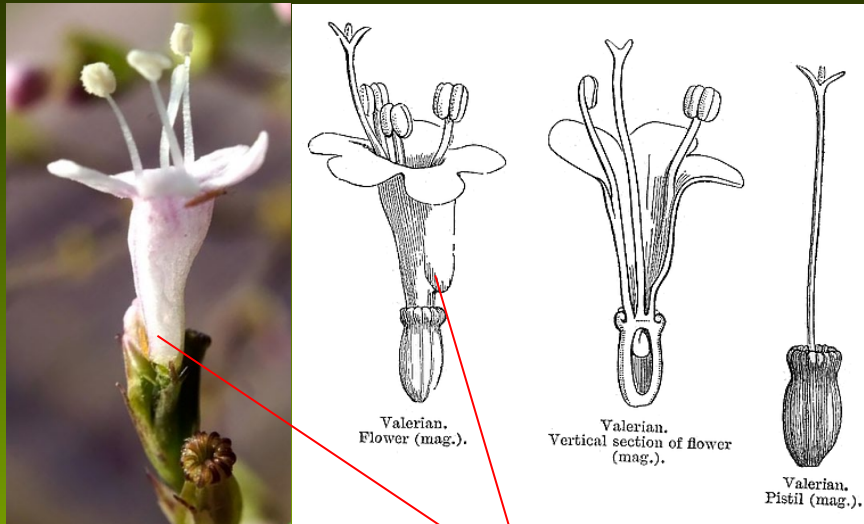 Valerian.
Flower (mag.).
Valerian.
Vertical section of flower
(mag.).
Valerian.
Pistil (mag.).